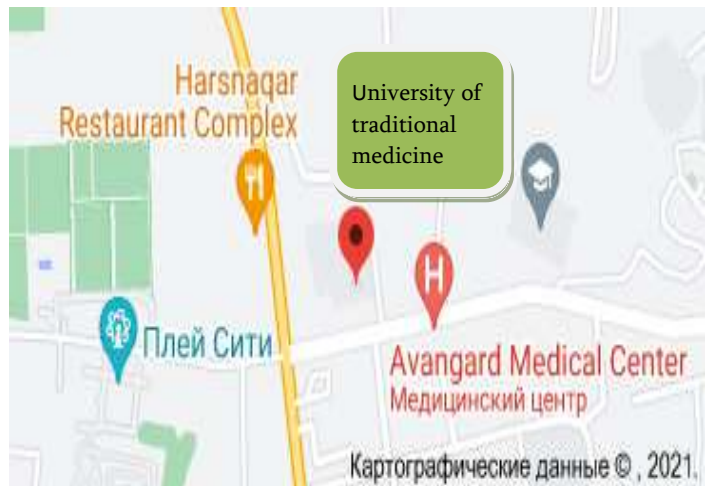 Harsnaqar
Restaurant Complex
University of
traditional
medicine
H
Плей Сити
Avangard Medical Center
Медицинский центр
Картографические данные © , 2021.